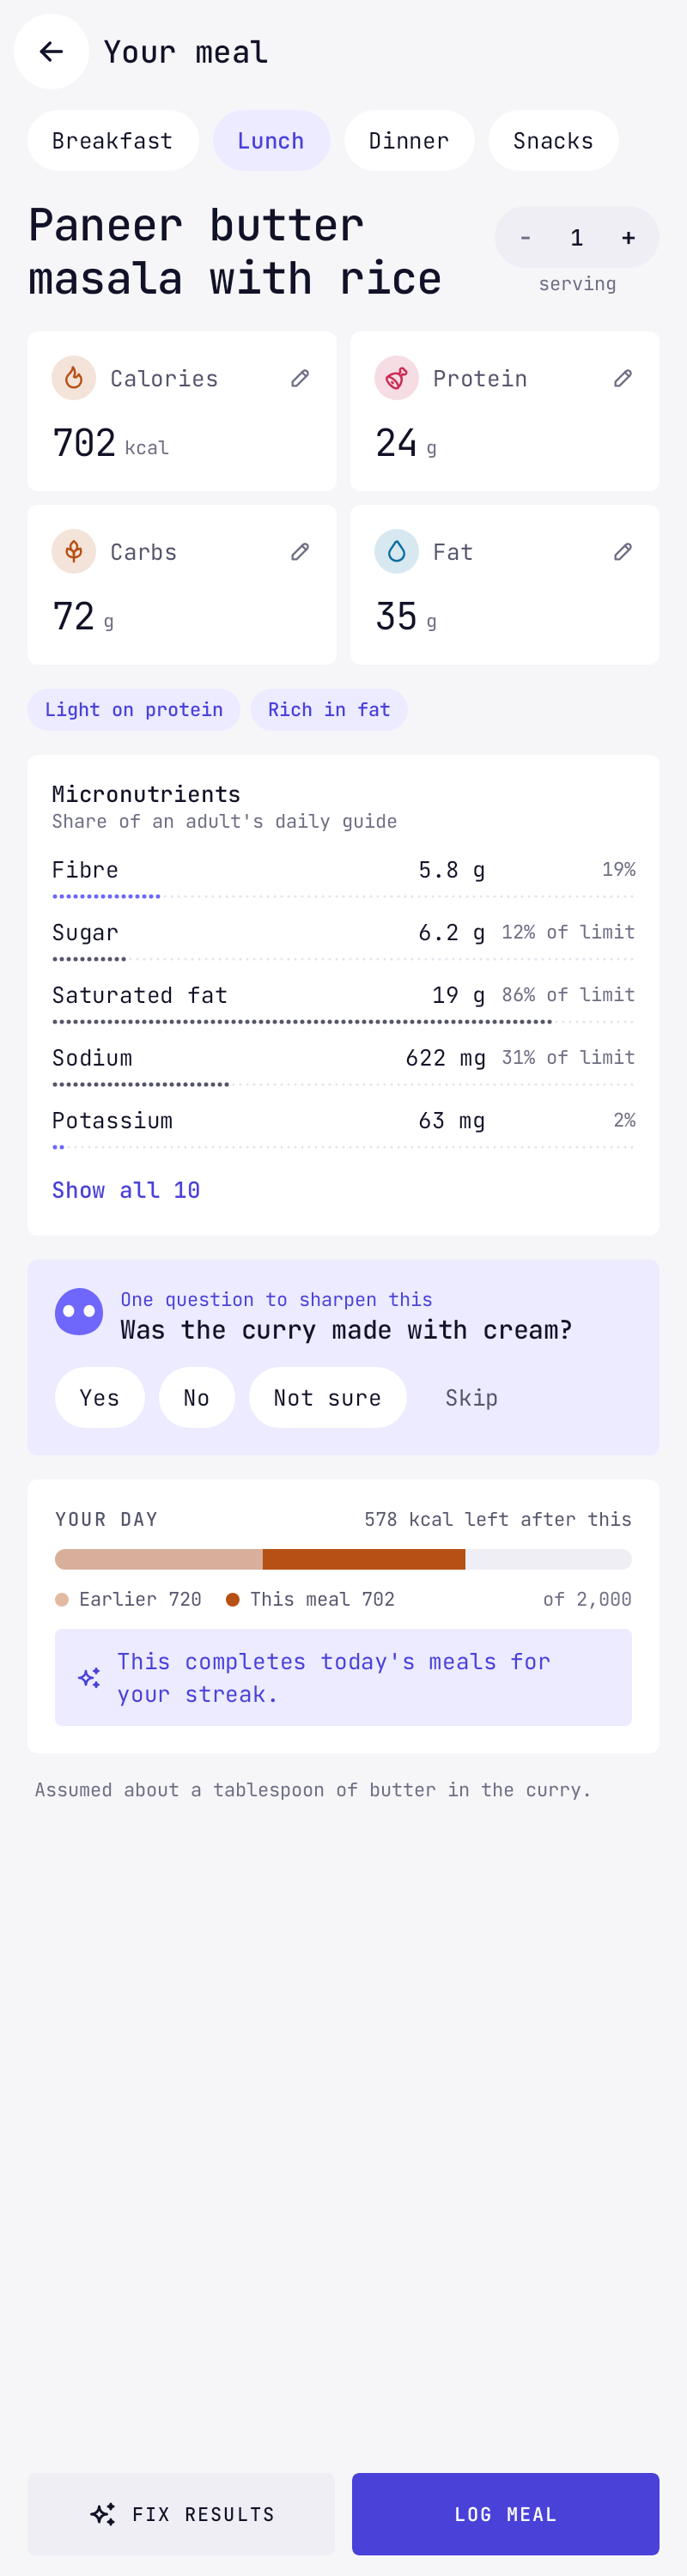 Your meal
Breakfast Lunch Dinner Snacks
Paneer butter
masala with rice
- 1 +
serving
Calories
702 kcal
Protein
24 g
Carbs
72 g
Fat
35 g
Light on protein Rich in fat
Micronutrients
Share of an adult's daily guide
Fibre 5.8 g 19%
Sugar 6.2 g 12% of limit
Saturated fat 19 g 86% of limit
Sodium 622 mg 31% of limit
Potassium 63 mg 2%
Show all 10
One question to sharpen this
Was the curry made with cream?
Yes No Not sure Skip
YOUR DAY 578 kcal left after this
Earlier 720 This meal 702 of 2,000
This completes today's meals for
your streak.
Assumed about a tablespoon of butter in the curry.
FIX RESULTS LOG MEAL